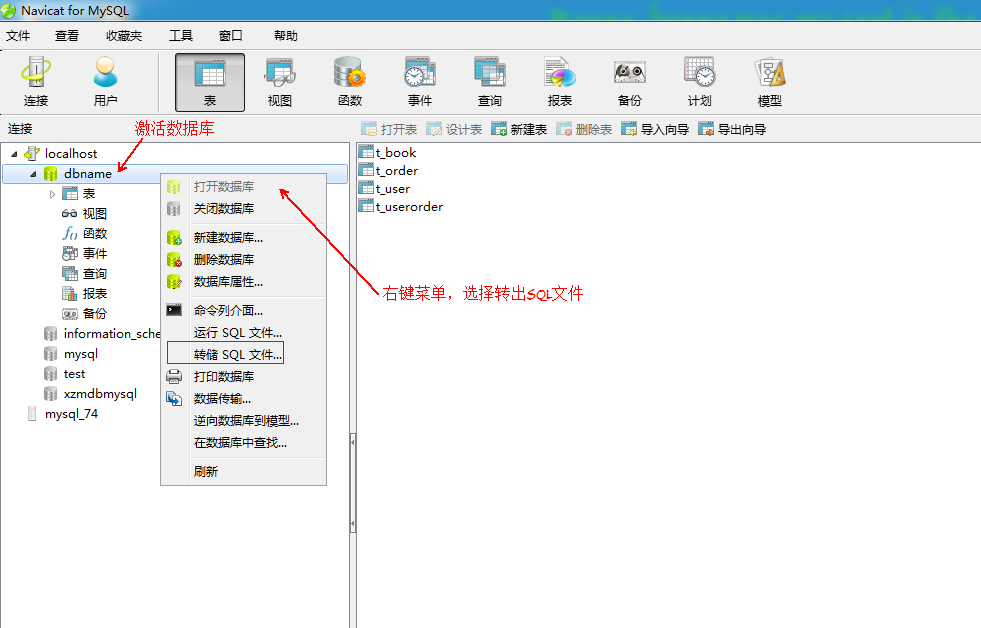 Navicat for MySQL
文件 查看 收藏夹 工具 窗口 帮助
连接 用户 表 视图 函数 事件 查询 报表 备份 计划 模型
连接 激活数据库 打开表 设计表 新建表 删除表 导入向导 导出向导
localhost
dbname
表
视图
函数
事件
查询
报表
备份
information_sche
mysql
test
xzmdbmysql
mysql_74
打开数据库
关闭数据库
新建数据库...
删除数据库
数据库属性...
命令列介面...
运行 SQL 文件...
转储 SQL 文件...
打印数据库
数据传输...
逆向数据库到模型...
在数据库中查找...
刷新
t_book
t_order
t_user
t_userorder
右键菜单，选择转出SQL文件